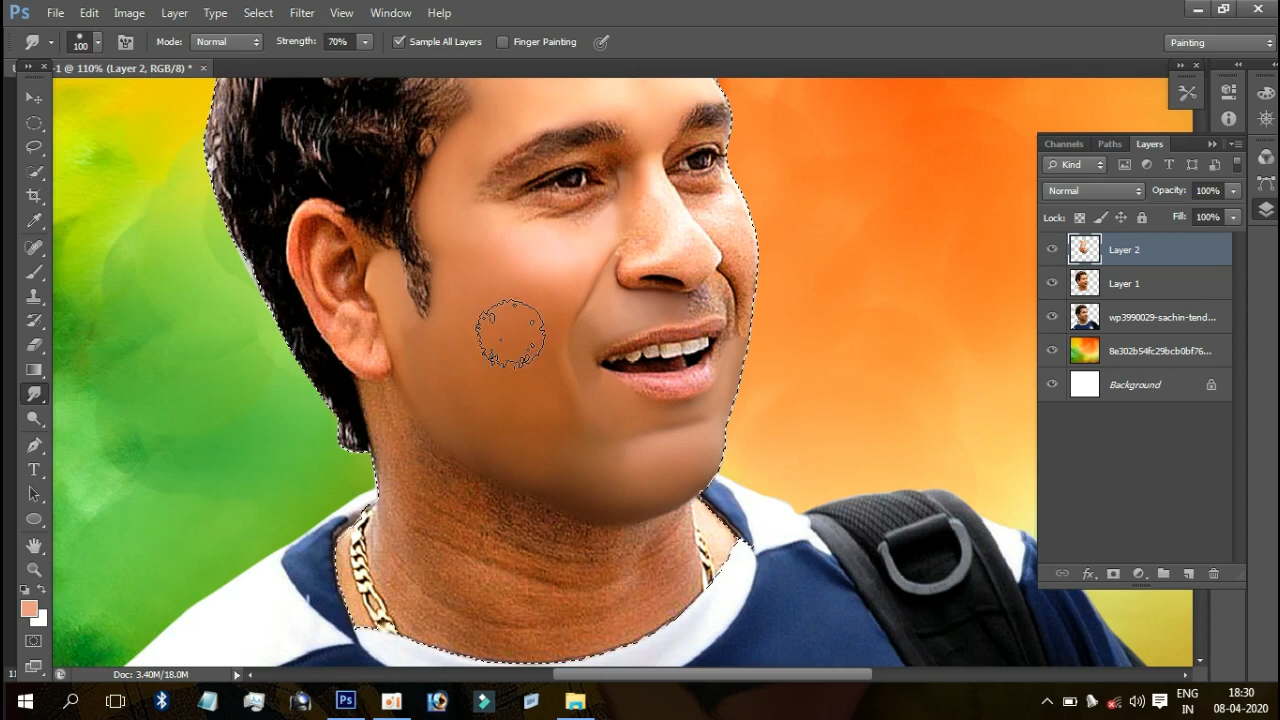 Ps File Edit Image Layer Type Select Filter View Window Help
100 Mode: Normal Strength: 70% Sample All Layers Finger Painting Painting
-1 @ 110% (Layer 2, RGB/8) * ×
Channels Paths Layers
Kind T
Normal Opacity: 100%
Lock: Fill: 100%
Layer 2
Layer 1
wp3990029-sachin-tend...
8e302b54fc29bcb0bf76...
Background
fx
T
Doc: 3.40M/18.0M
Ps
ENG
IN
18:30
08-04-2020